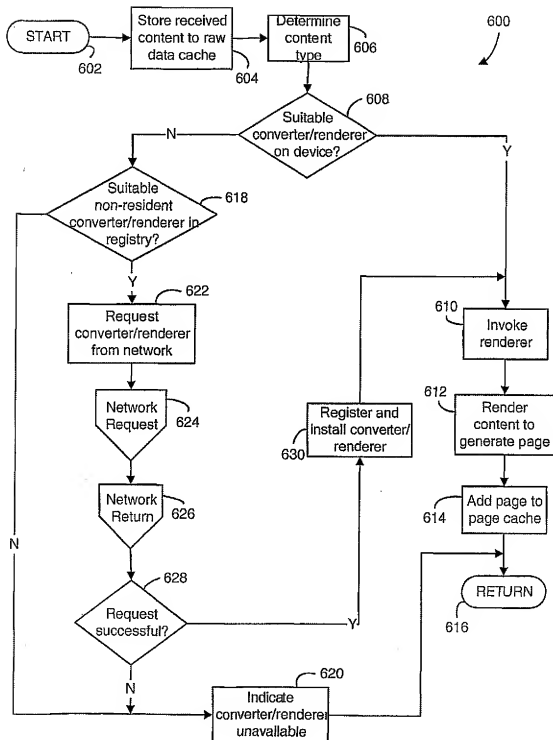 START
602
Store received
content to raw
data cache
604
Determine
content
type
606
600
608
Suitable
converter/renderer
on device?
N
Y
Suitable
non-resident
converter/renderer in
registry?
618
Y
622
Request
converter/renderer
from network
610
Invoke
renderer
Network
Request
624
Register and
install converter/
renderer
630
612
Render
content to
generate page
Network
Return
626
614
Add page to
page cache
N
628
Request
successful?
Y
RETURN
616
N
620
Indicate
converter/renderer
unavailable